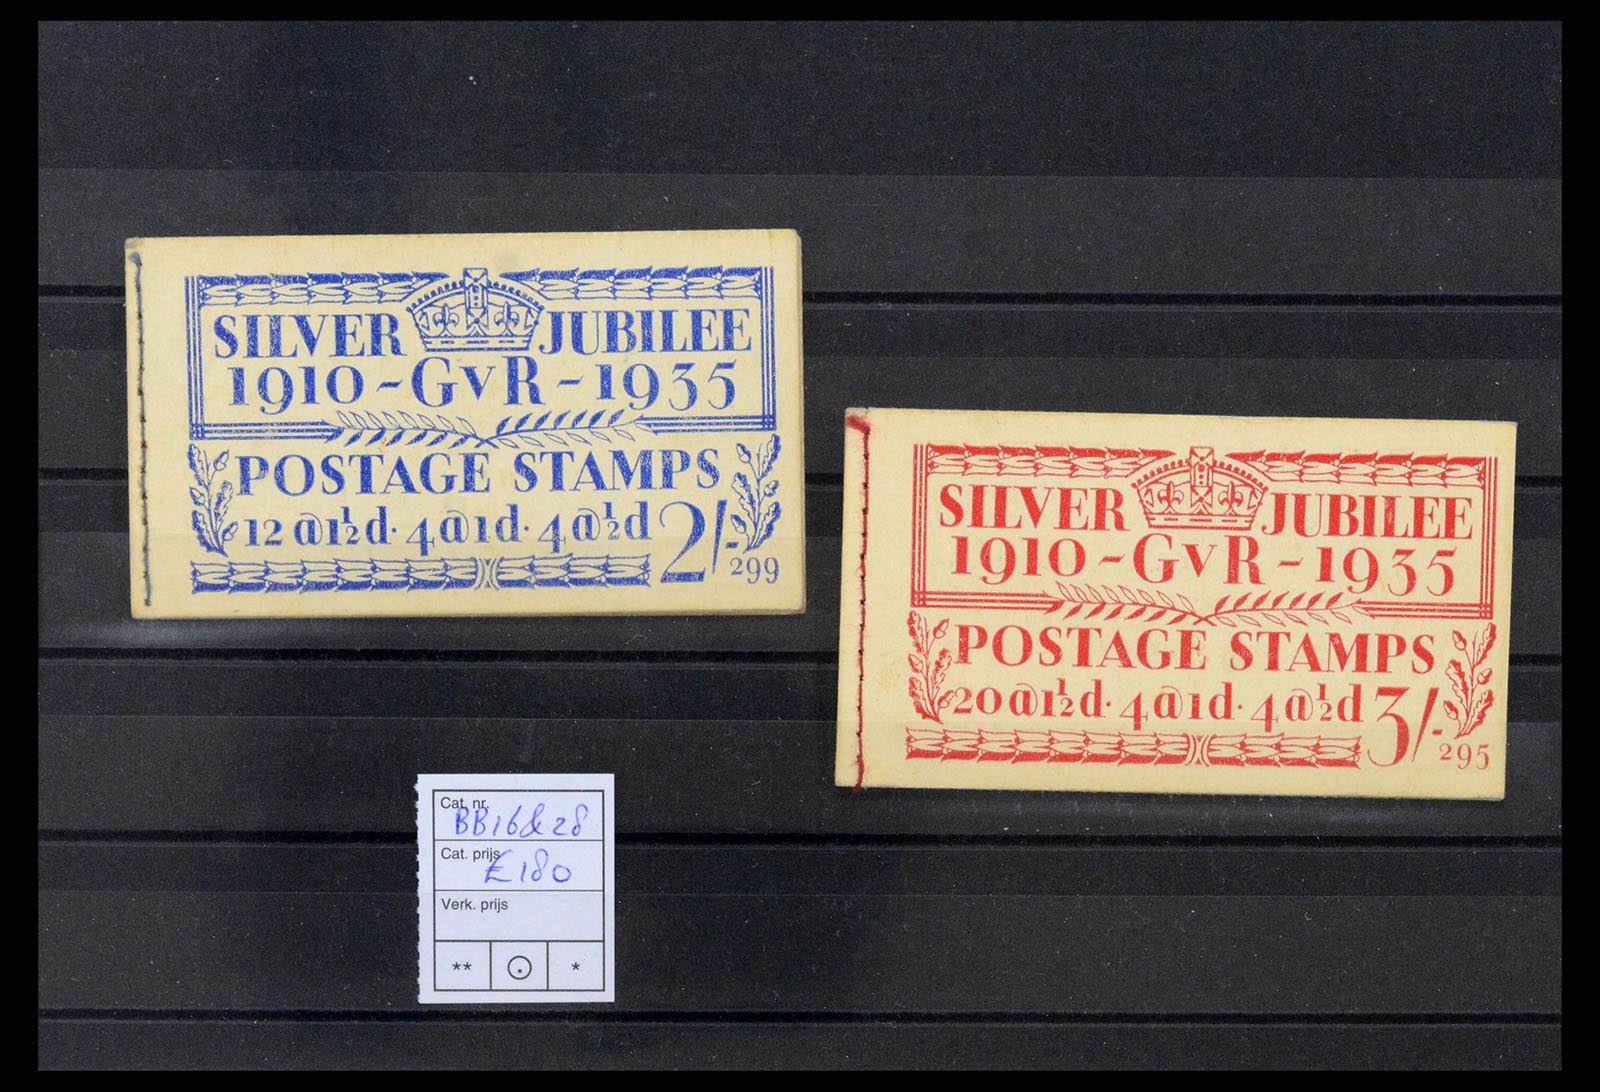 SILVER JUBILEE
1910 ~ GvR ~ 1935
POSTAGE STAMPS
12 @ 1½d · 4 @ 1d · 4 @ ½d 2/-
299
SILVER JUBILEE
1910 ~ GvR ~ 1935
POSTAGE STAMPS
20 @ 1½d · 4 @ 1d · 4 @ ½d 3/-
295
Cat. nr.
BB16&28
Cat. prijs
£180
Verk. prijs
** ⊙ *